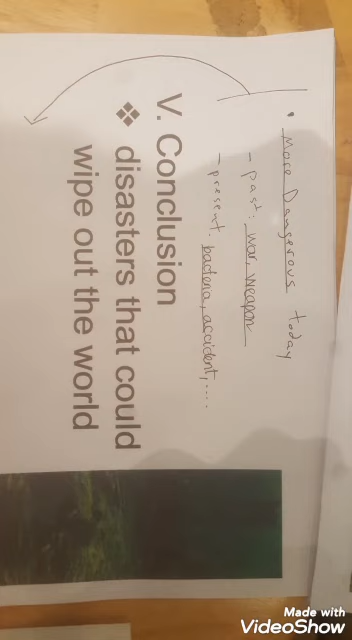 • More Dangerous today
- past: war, weapon
- present: bacteria, accident, ....
V. Conclusion
❖ disasters that could
wipe out the world
Made with
VideoShow